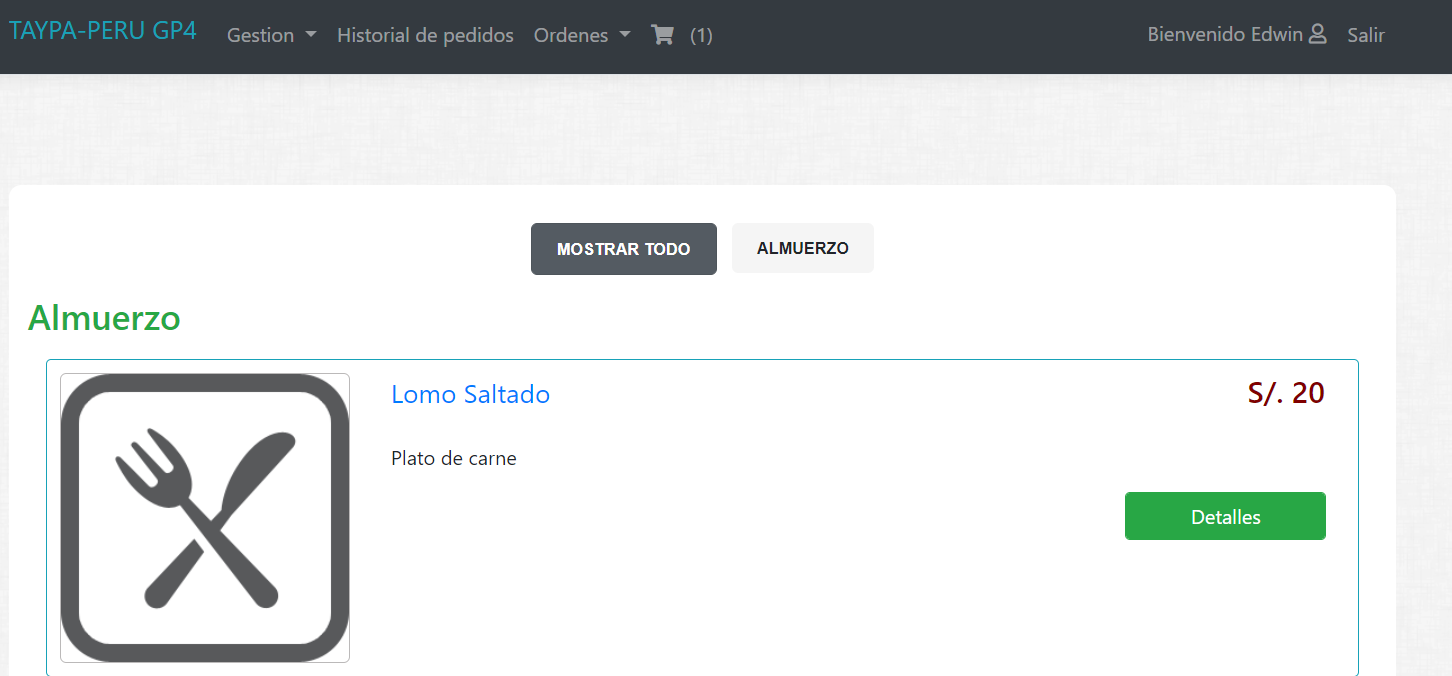 TAYPA-PERU GP4 Gestion Historial de pedidos Ordenes (1) Bienvenido Edwin Salir
MOSTRAR TODO ALMUERZO
Almuerzo
Lomo Saltado S/. 20
Plato de carne
Detalles